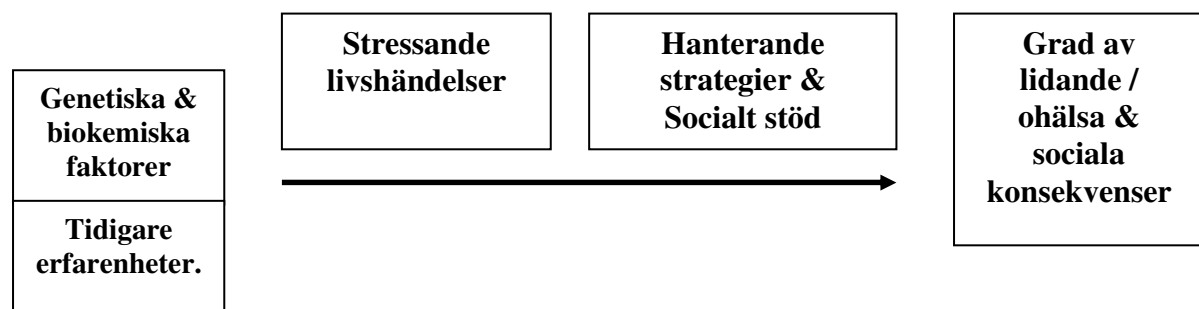 Genetiska &
biokemiska
faktorer
Tidigare
erfarenheter.
Stressande
livshändelser
Hanterande
strategier &
Socialt stöd
Grad av
lidande /
ohälsa &
sociala
konsekvenser